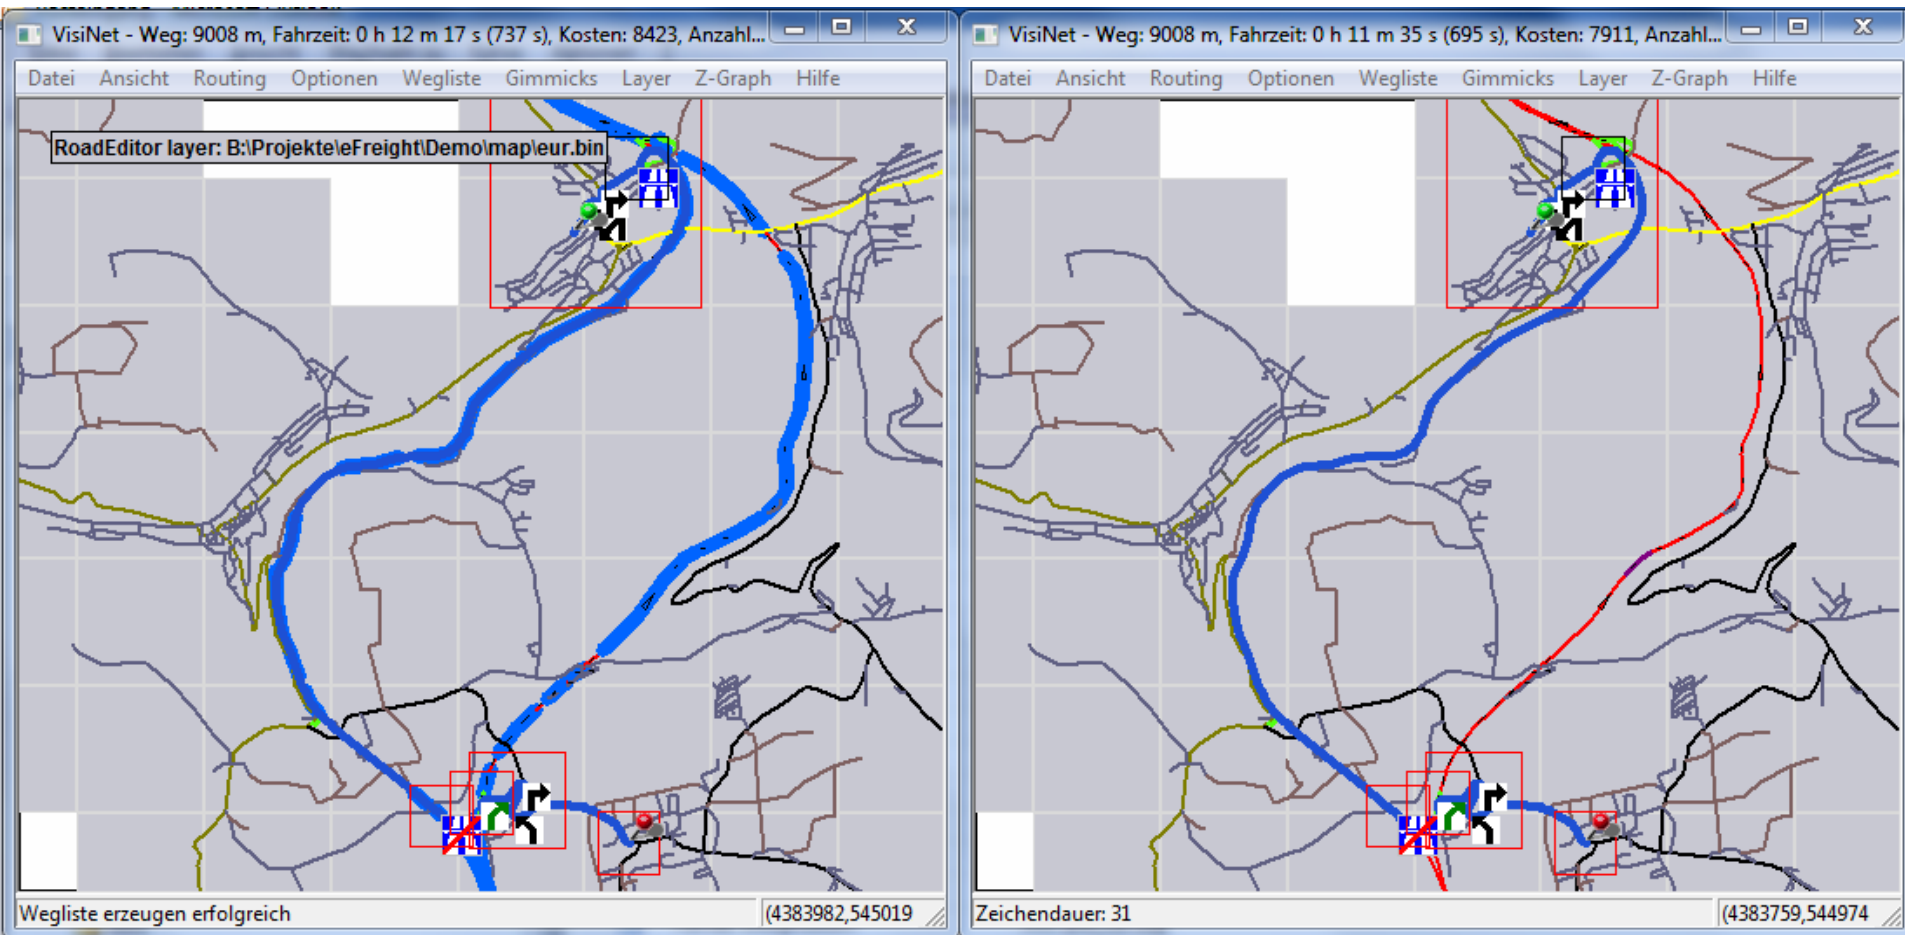 VisiNet - Weg: 9008 m, Fahrzeit: 0 h 12 m 17 s (737 s), Kosten: 8423, Anzahl...
Datei Ansicht Routing Optionen Wegliste Gimmicks Layer Z-Graph Hilfe
RoadEditor layer: B:\Projekte\eFreight\Demo\map\eur.bin
Wegliste erzeugen erfolgreich
(4383982,545019
VisiNet - Weg: 9008 m, Fahrzeit: 0 h 11 m 35 s (695 s), Kosten: 7911, Anzahl...
Datei Ansicht Routing Optionen Wegliste Gimmicks Layer Z-Graph Hilfe
Zeichendauer: 31
(4383759,544974